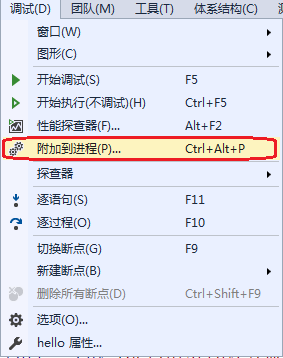 调试(D) 团队(M) 工具(T) 体系结构(C)
窗口(W)
图形(C)
开始调试(S) F5
开始执行(不调试)(H) Ctrl+F5
性能探查器(F)... Alt+F2
附加到进程(P)... Ctrl+Alt+P
探查器
逐语句(S) F11
逐过程(O) F10
切换断点(G) F9
新建断点(B)
删除所有断点(D) Ctrl+Shift+F9
选项(O)...
hello 属性...